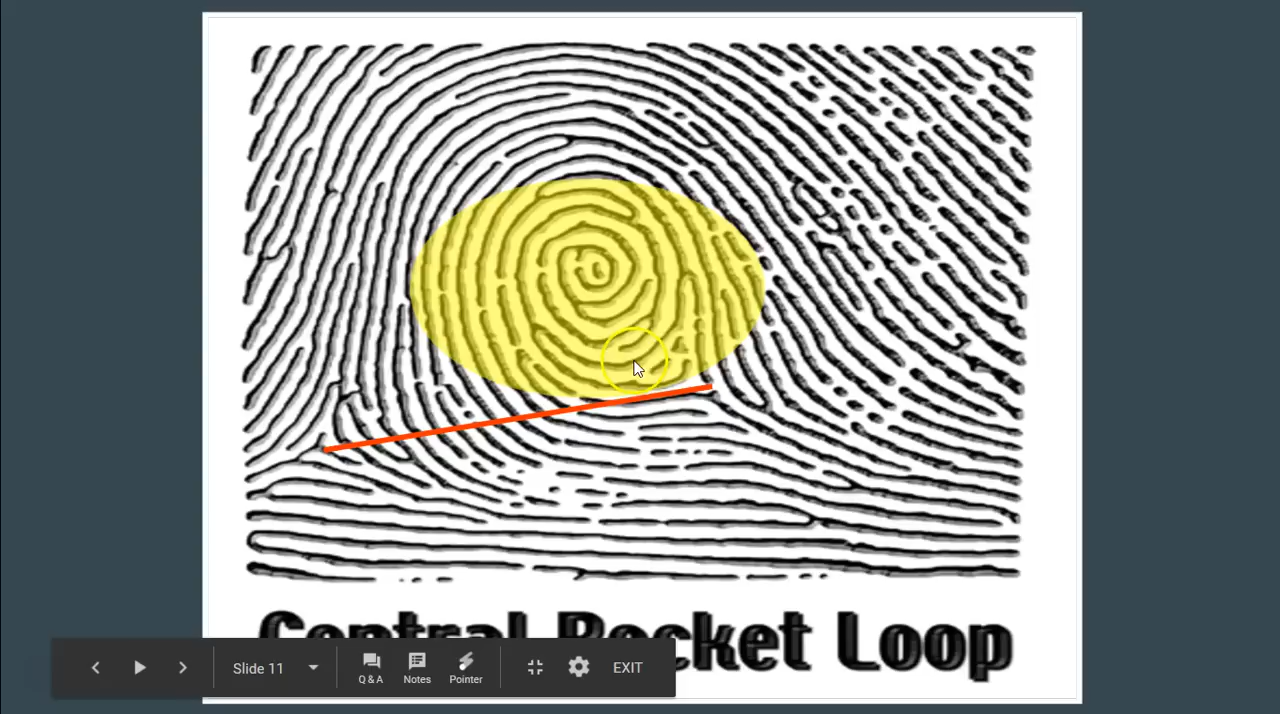 Central Pocket Loop
Slide 11
Q & A
Notes
Pointer
EXIT